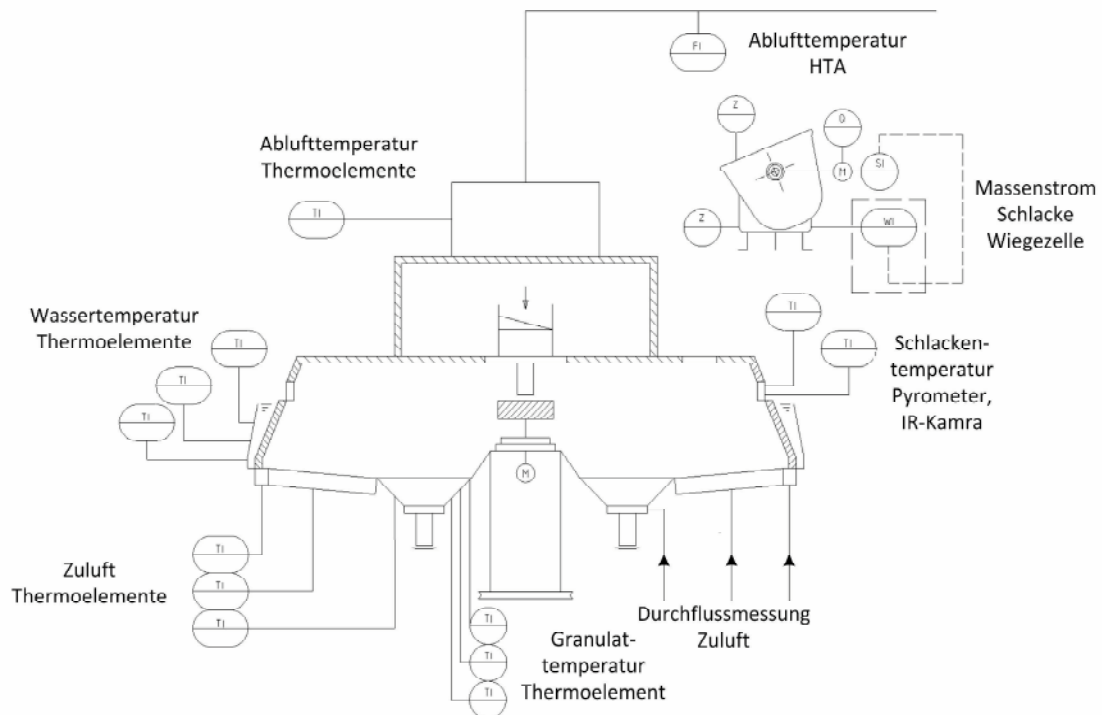 FI
Ablufttemperatur
HTA
Z
O
M
SI
Ablufttemperatur
Thermoelemente
TI
Z
WI
Massenstrom
Schlacke
Wiegezelle
Wassertemperatur
Thermoelemente
TI
TI
TI
TI
TI
Schlacken-
temperatur
Pyrometer,
IR-Kamra
M
Zuluft
Thermoelemente
TI
TI
TI
TI
TI
TI
Granulat-
temperatur
Thermoelement
Durchflussmessung
Zuluft